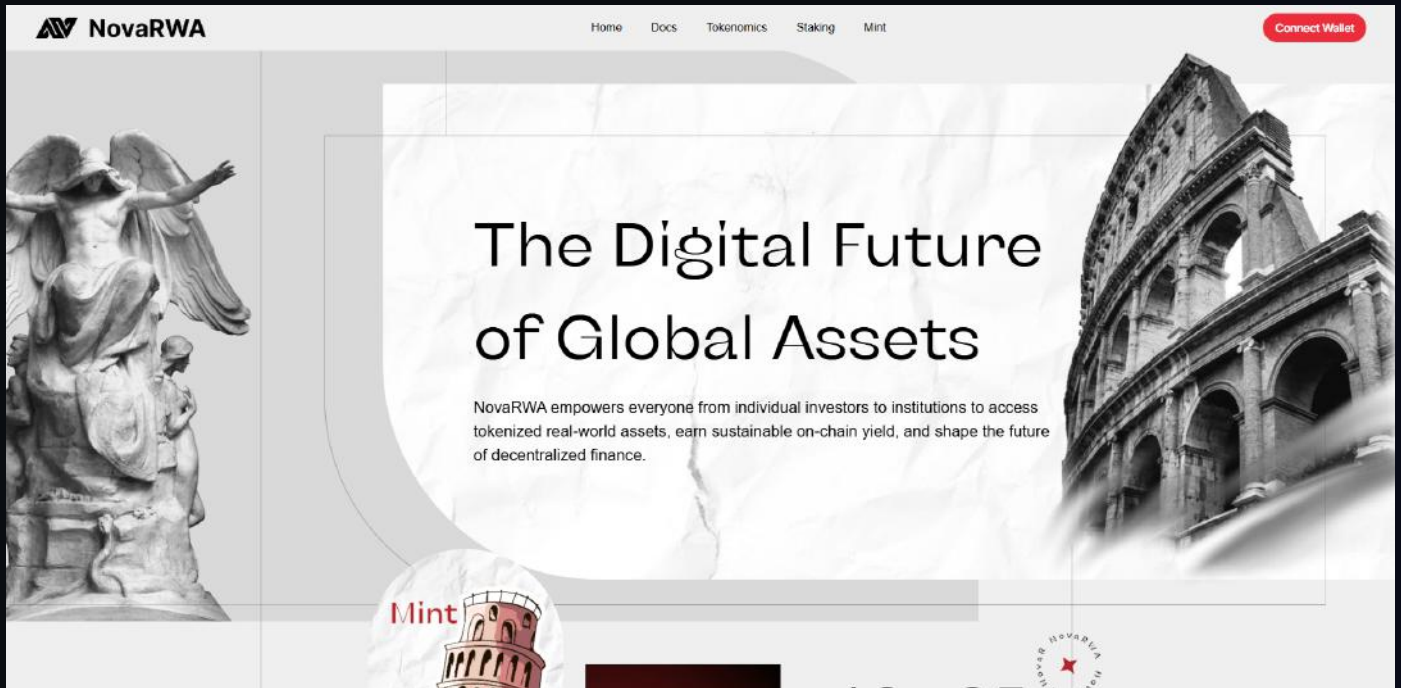 NovaRWA
Home Docs Tokenomics Staking Mint
Connect Wallet
The Digital Future
of Global Assets
NovaRWA empowers everyone from individual investors to institutions to access
tokenized real-world assets, earn sustainable on-chain yield, and shape the future
of decentralized finance.
Mint
NovaRWA